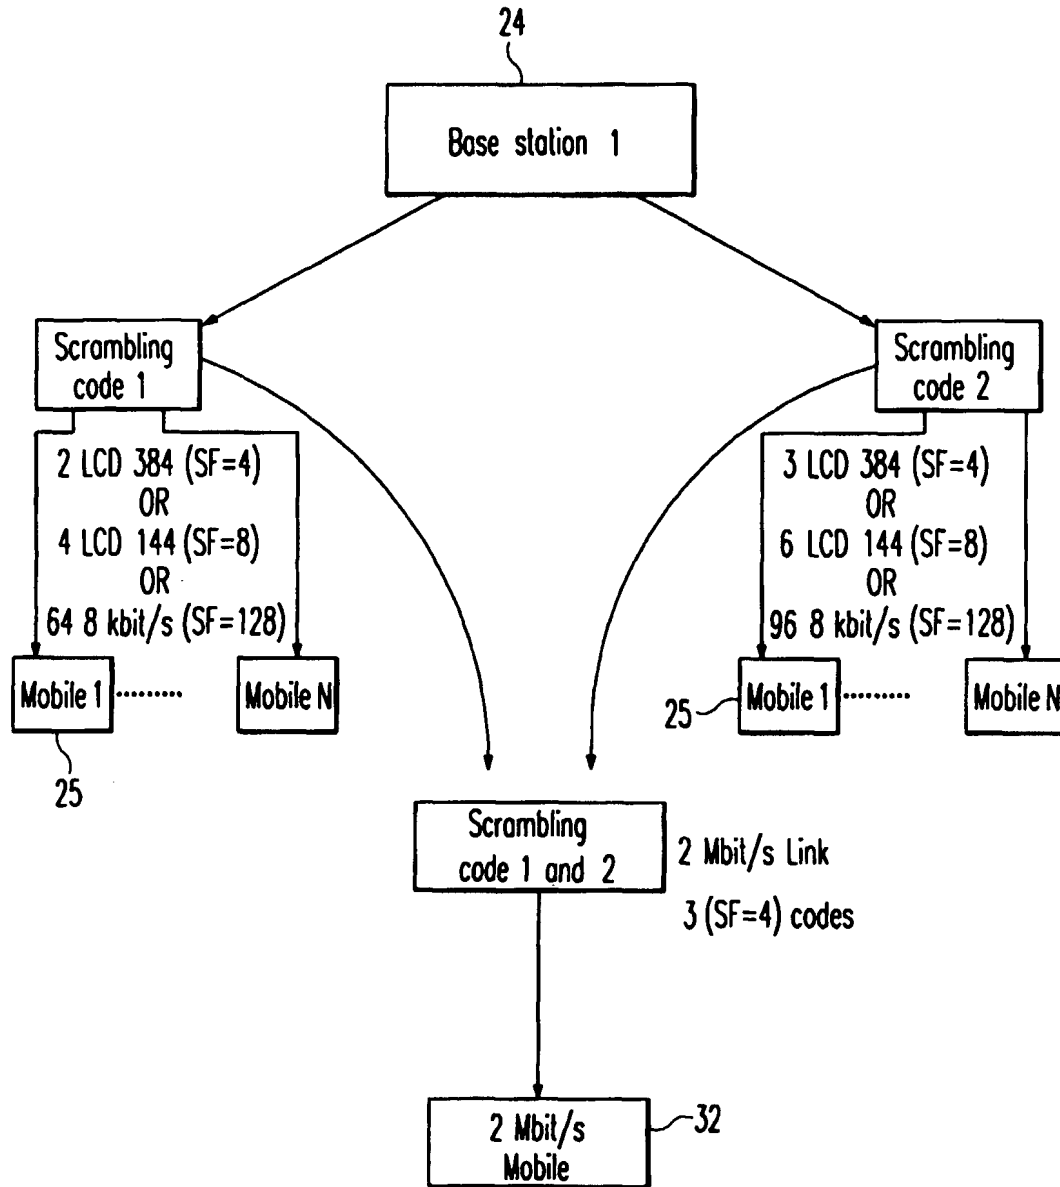 24
Base station 1
Scrambling
code 1
Scrambling
code 2
2 LCD 384 (SF=4)
OR
4 LCD 144 (SF=8)
OR
64 8 kbit/s (SF=128)
3 LCD 384 (SF=4)
OR
6 LCD 144 (SF=8)
OR
96 8 kbit/s (SF=128)
Mobile 1 ........
Mobile N
25
25
Mobile 1 ........
Mobile N
Scrambling
code 1 and 2
2 Mbit/s Link
3 (SF=4) codes
2 Mbit/s
Mobile
32